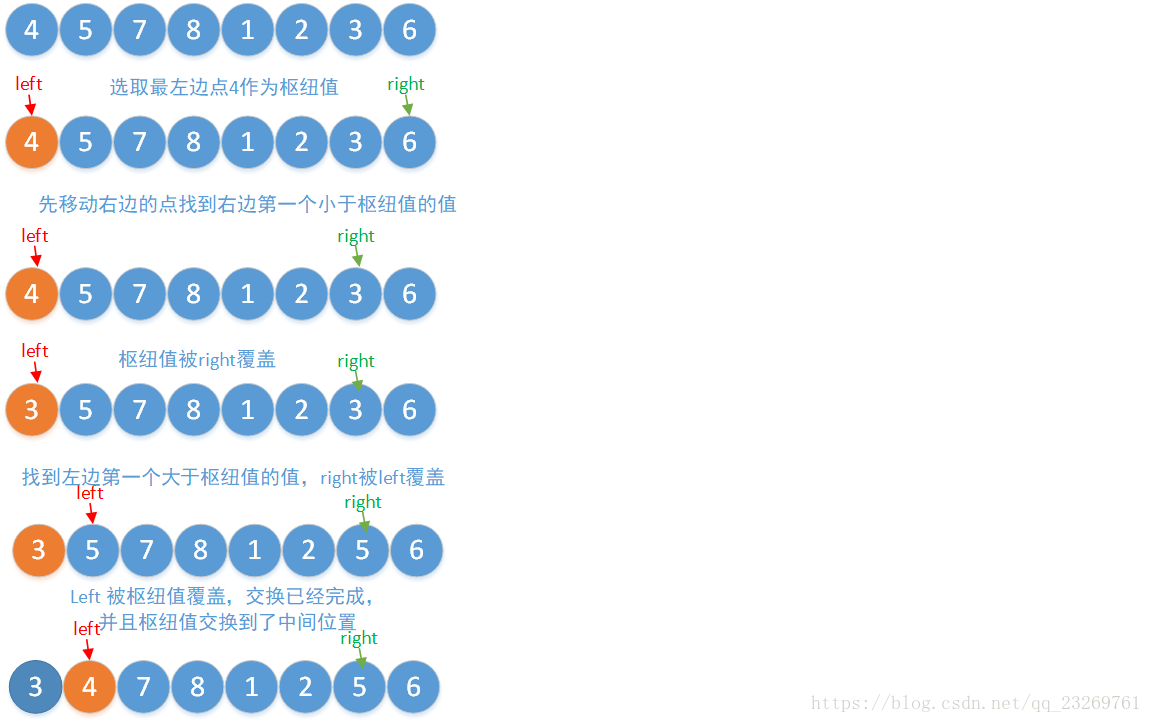 4 5 7 8 1 2 3 6
left 选取最左边点4作为枢纽值 right
4 5 7 8 1 2 3 6
先移动右边的点找到右边第一个小于枢纽值的值
left right
4 5 7 8 1 2 3 6
left 枢纽值被right覆盖 right
3 5 7 8 1 2 3 6
找到左边第一个大于枢纽值的值，right被left覆盖
left right
3 5 7 8 1 2 5 6
Left 被枢纽值覆盖，交换已经完成，
并且枢纽值交换到了中间位置
left right
3 4 7 8 1 2 5 6
https://blog.csdn.net/qq_23269761